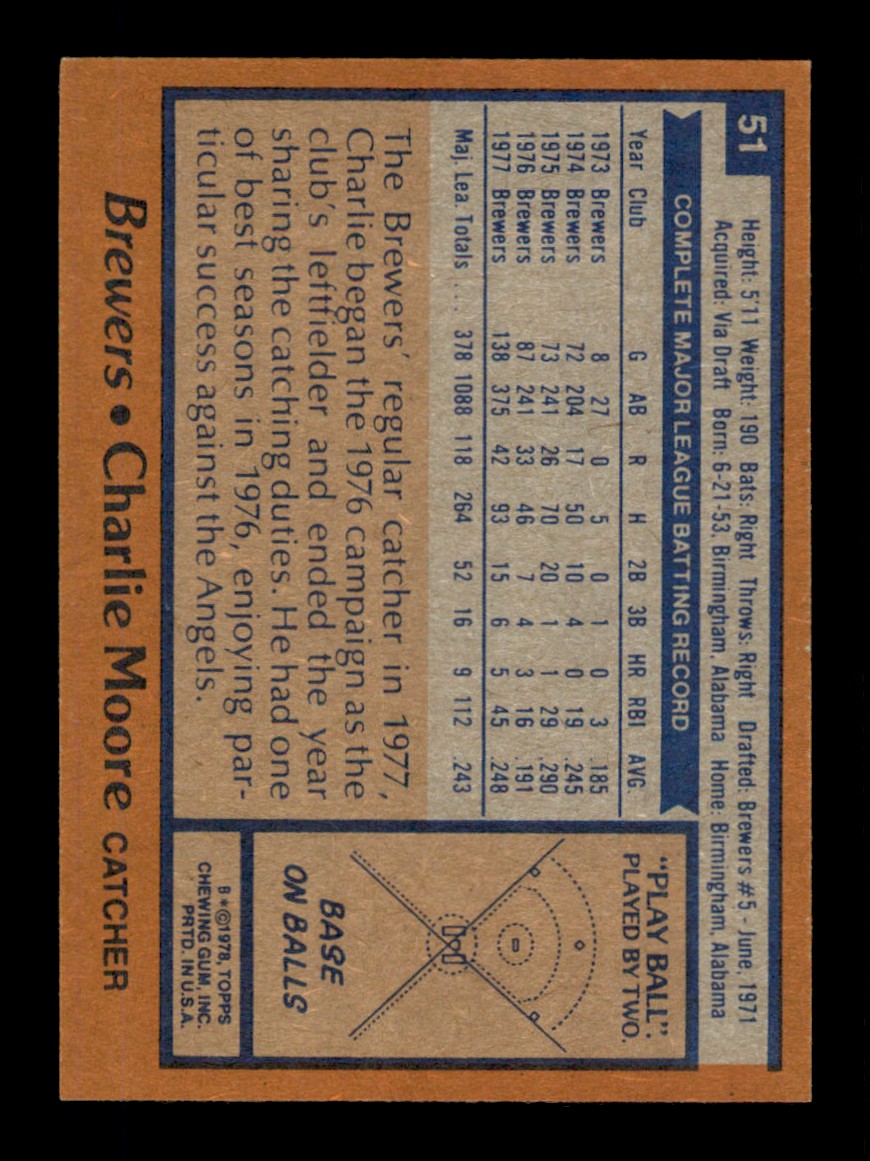 51
Height: 5'11 Weight: 190 Bats: Right Throws: Right Drafted: Brewers #5 - June, 1971
Acquired: Via Draft Born: 6-21-53, Birmingham, Alabama Home: Birmingham, Alabama
COMPLETE MAJOR LEAGUE BATTING RECORD
Year Club G AB R H 2B 3B HR RBI AVG
1973 Brewers 8 27 0 5 0 1 0 3 .185
1974 Brewers 72 204 17 50 10 4 0 19 .245
1975 Brewers 73 241 26 70 20 1 1 29 .290
1976 Brewers 87 241 33 46 7 4 3 16 .191
1977 Brewers 138 375 42 93 15 6 5 45 .248
Maj. Lea. Totals ... 378 1088 118 264 52 16 9 112 .243
The Brewers' regular catcher in 1977,
Charlie began the 1976 campaign as the
club's leftfielder and ended the year
sharing the catching duties. He had one
of best seasons in 1976, enjoying par-
ticular success against the Angels.
"PLAY BALL":
PLAYED BY TWO.
BASE
ON BALLS
B*©1978, TOPPS
CHEWING GUM, INC.
PRTD. IN U.S.A.
Brewers • Charlie Moore CATCHER